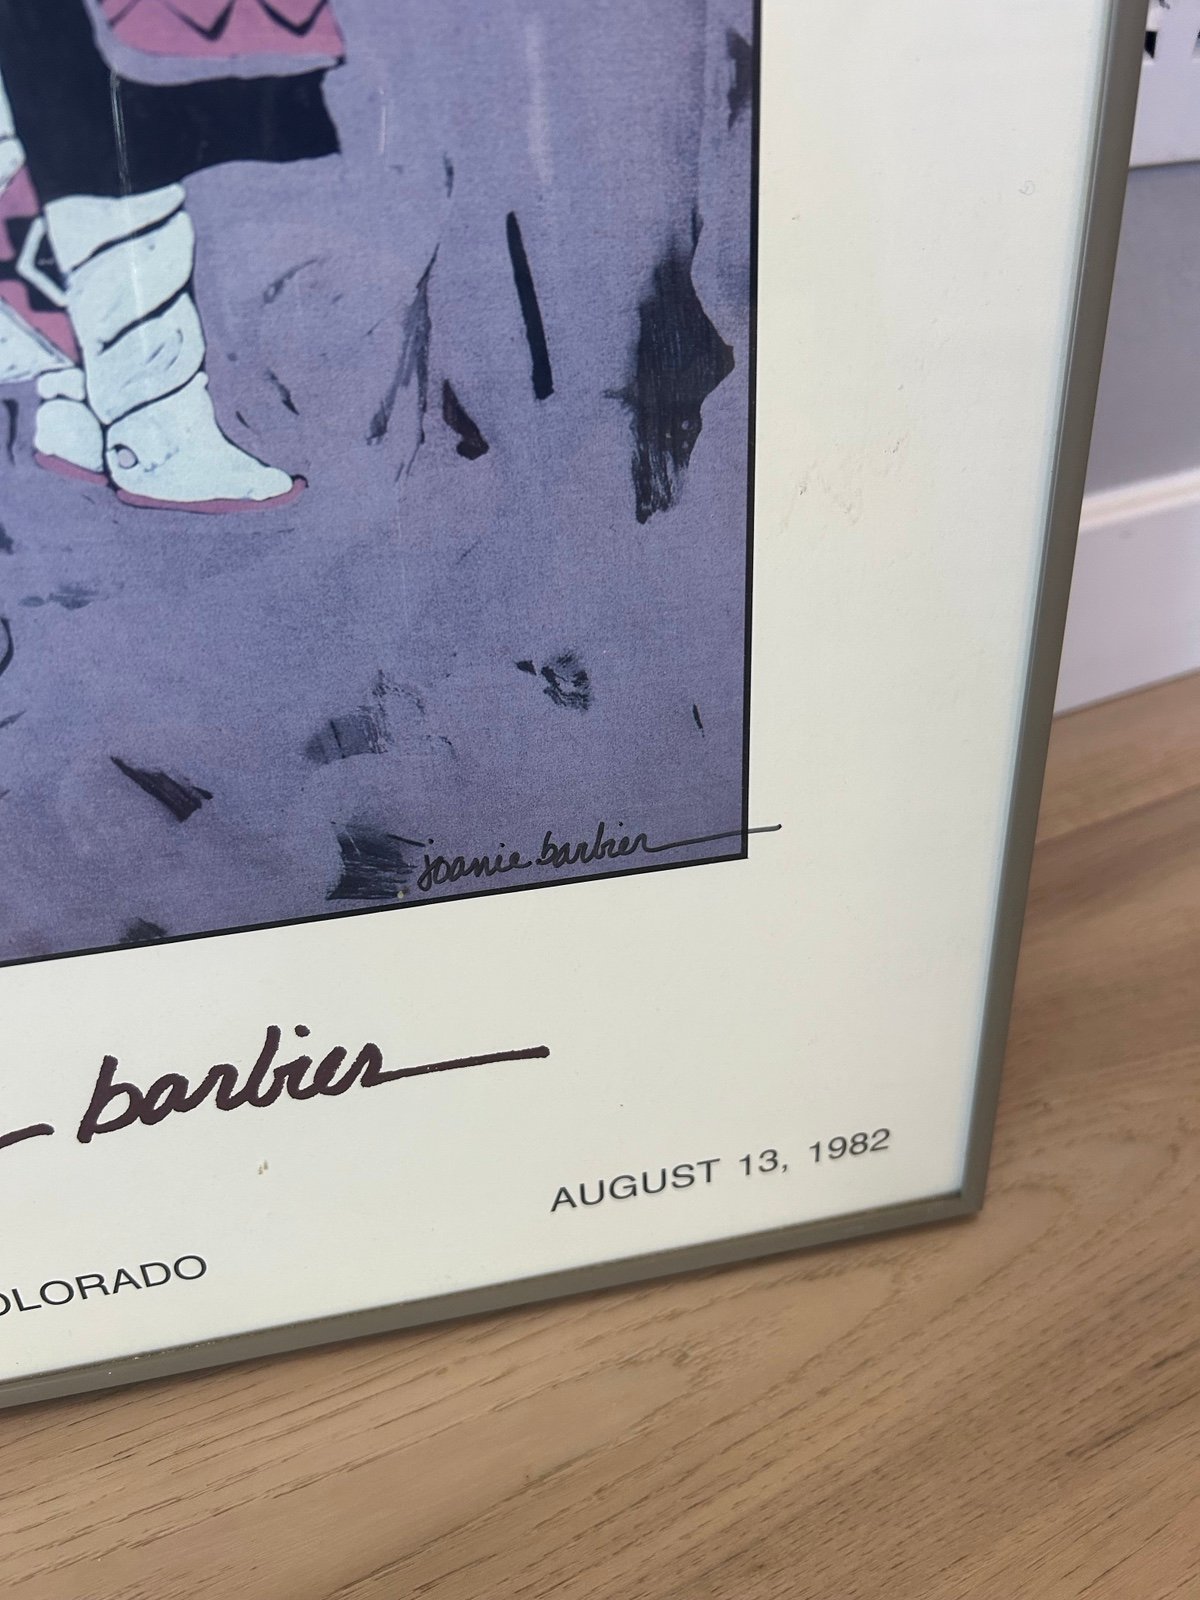 joanie barbier
barbier
AUGUST 13, 1982
OLORADO